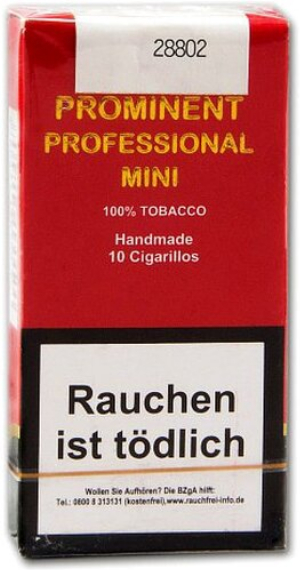 28802
PROMINENT
PROFESSIONAL
MINI
100% TOBACCO
Handmade
10 Cigarillos
Rauchen
ist tödlich
Wollen Sie Aufhören? Die BZgA hilft:
Tel.: 0800 8 313131 (kostenfrei),www.rauchfrei-info.de